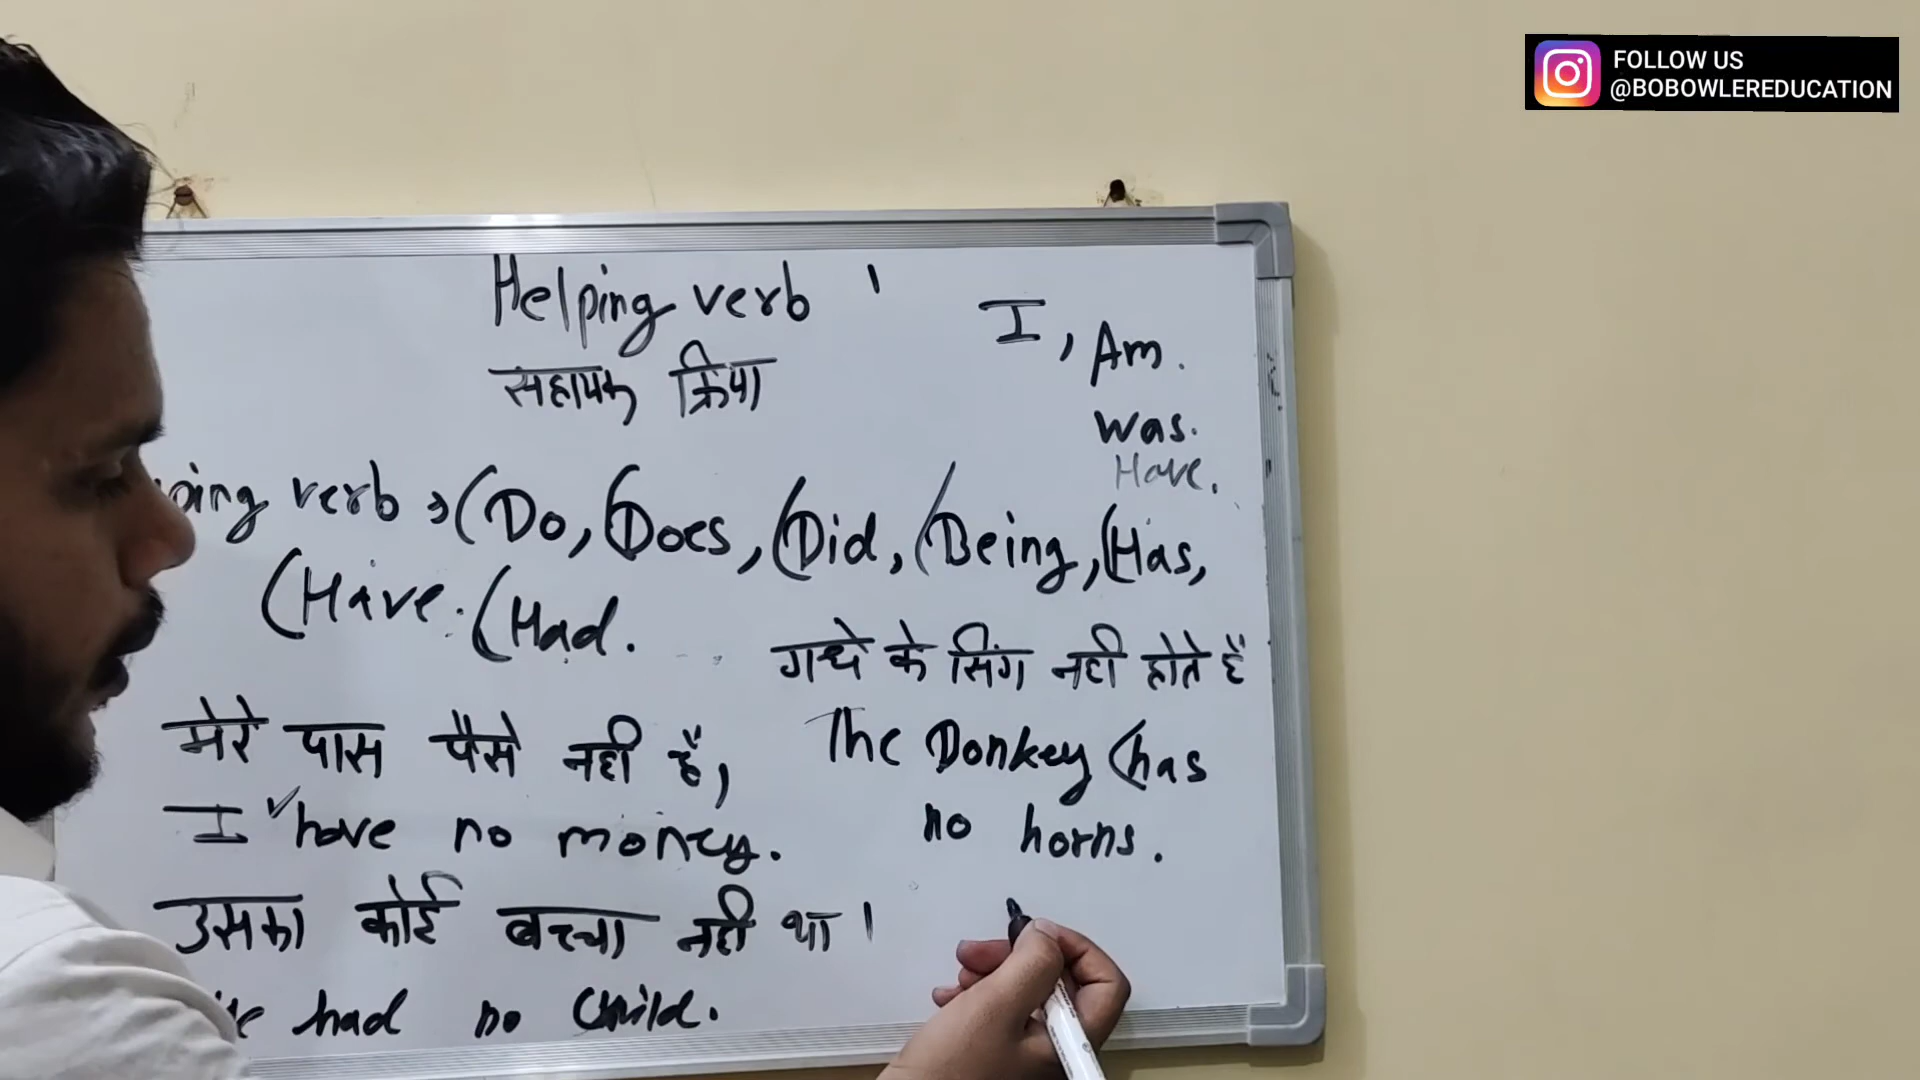 FOLLOW US
@BOBOWLEREDUCATION
Helping verb
सहायक क्रिया
I, Am.
Was.
Have.
verb → (Do, (Does, (Did, (Being, (Has,
(Have. (Had.
गधे के सिंग नही होते हैं
The Donkey (has
no horns.
मेरे पास पैसे नही हैं,
I have no money.
उसका कोई बच्चा नही था।
had no child.